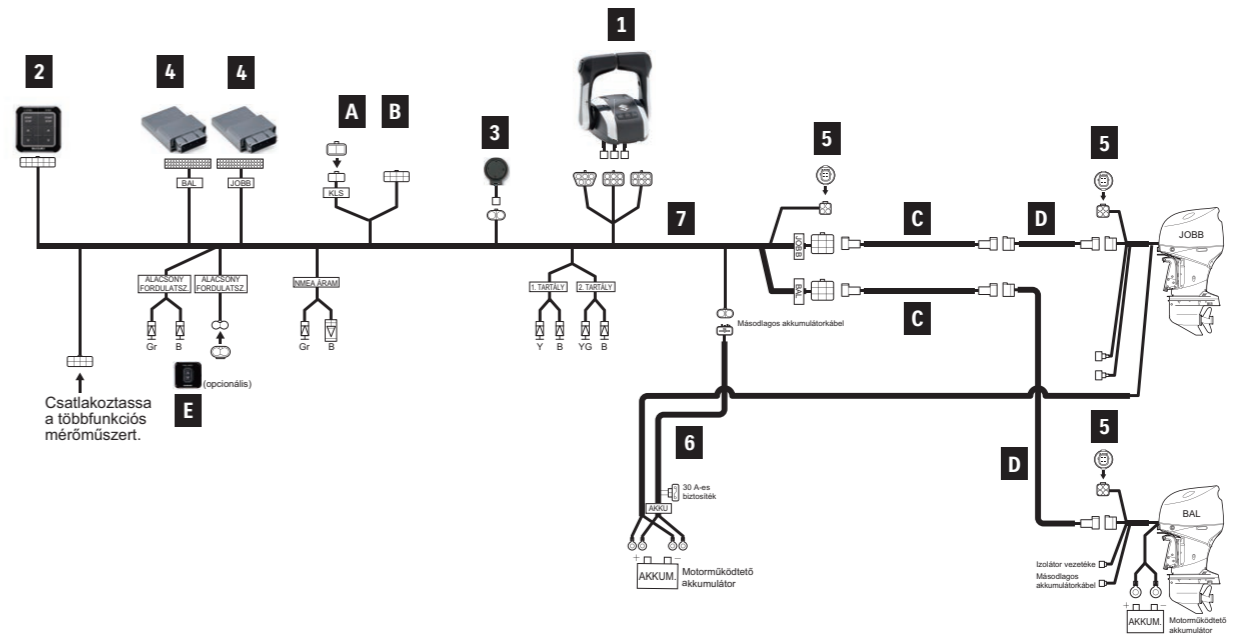 1
2
4
4
A
B
3
5
5
BAL
JOBB
KLS
7
C
D
JOBB
JOBB
BAL
C
ALACSONY
FORDULATSZ.
ALACSONY
FORDULATSZ.
NMEA ÁRAM
1. TARTÁLY
2. TARTÁLY
Másodlagos akkumulátorkábel
Gr
B
Gr
B
Y
B
YG
B
(opcionális)
E
Csatlakoztassa
a többfunkciós
mérőműszert.
6
D
5
30 A-es
biztosíték
AKKU
BAL
+
−
AKKUM.
Motorműködtető
akkumulátor
Izolátor vezetéke
Másodlagos
akkumulátorkábel
+
−
AKKUM.
Motorműködtető
akkumulátor